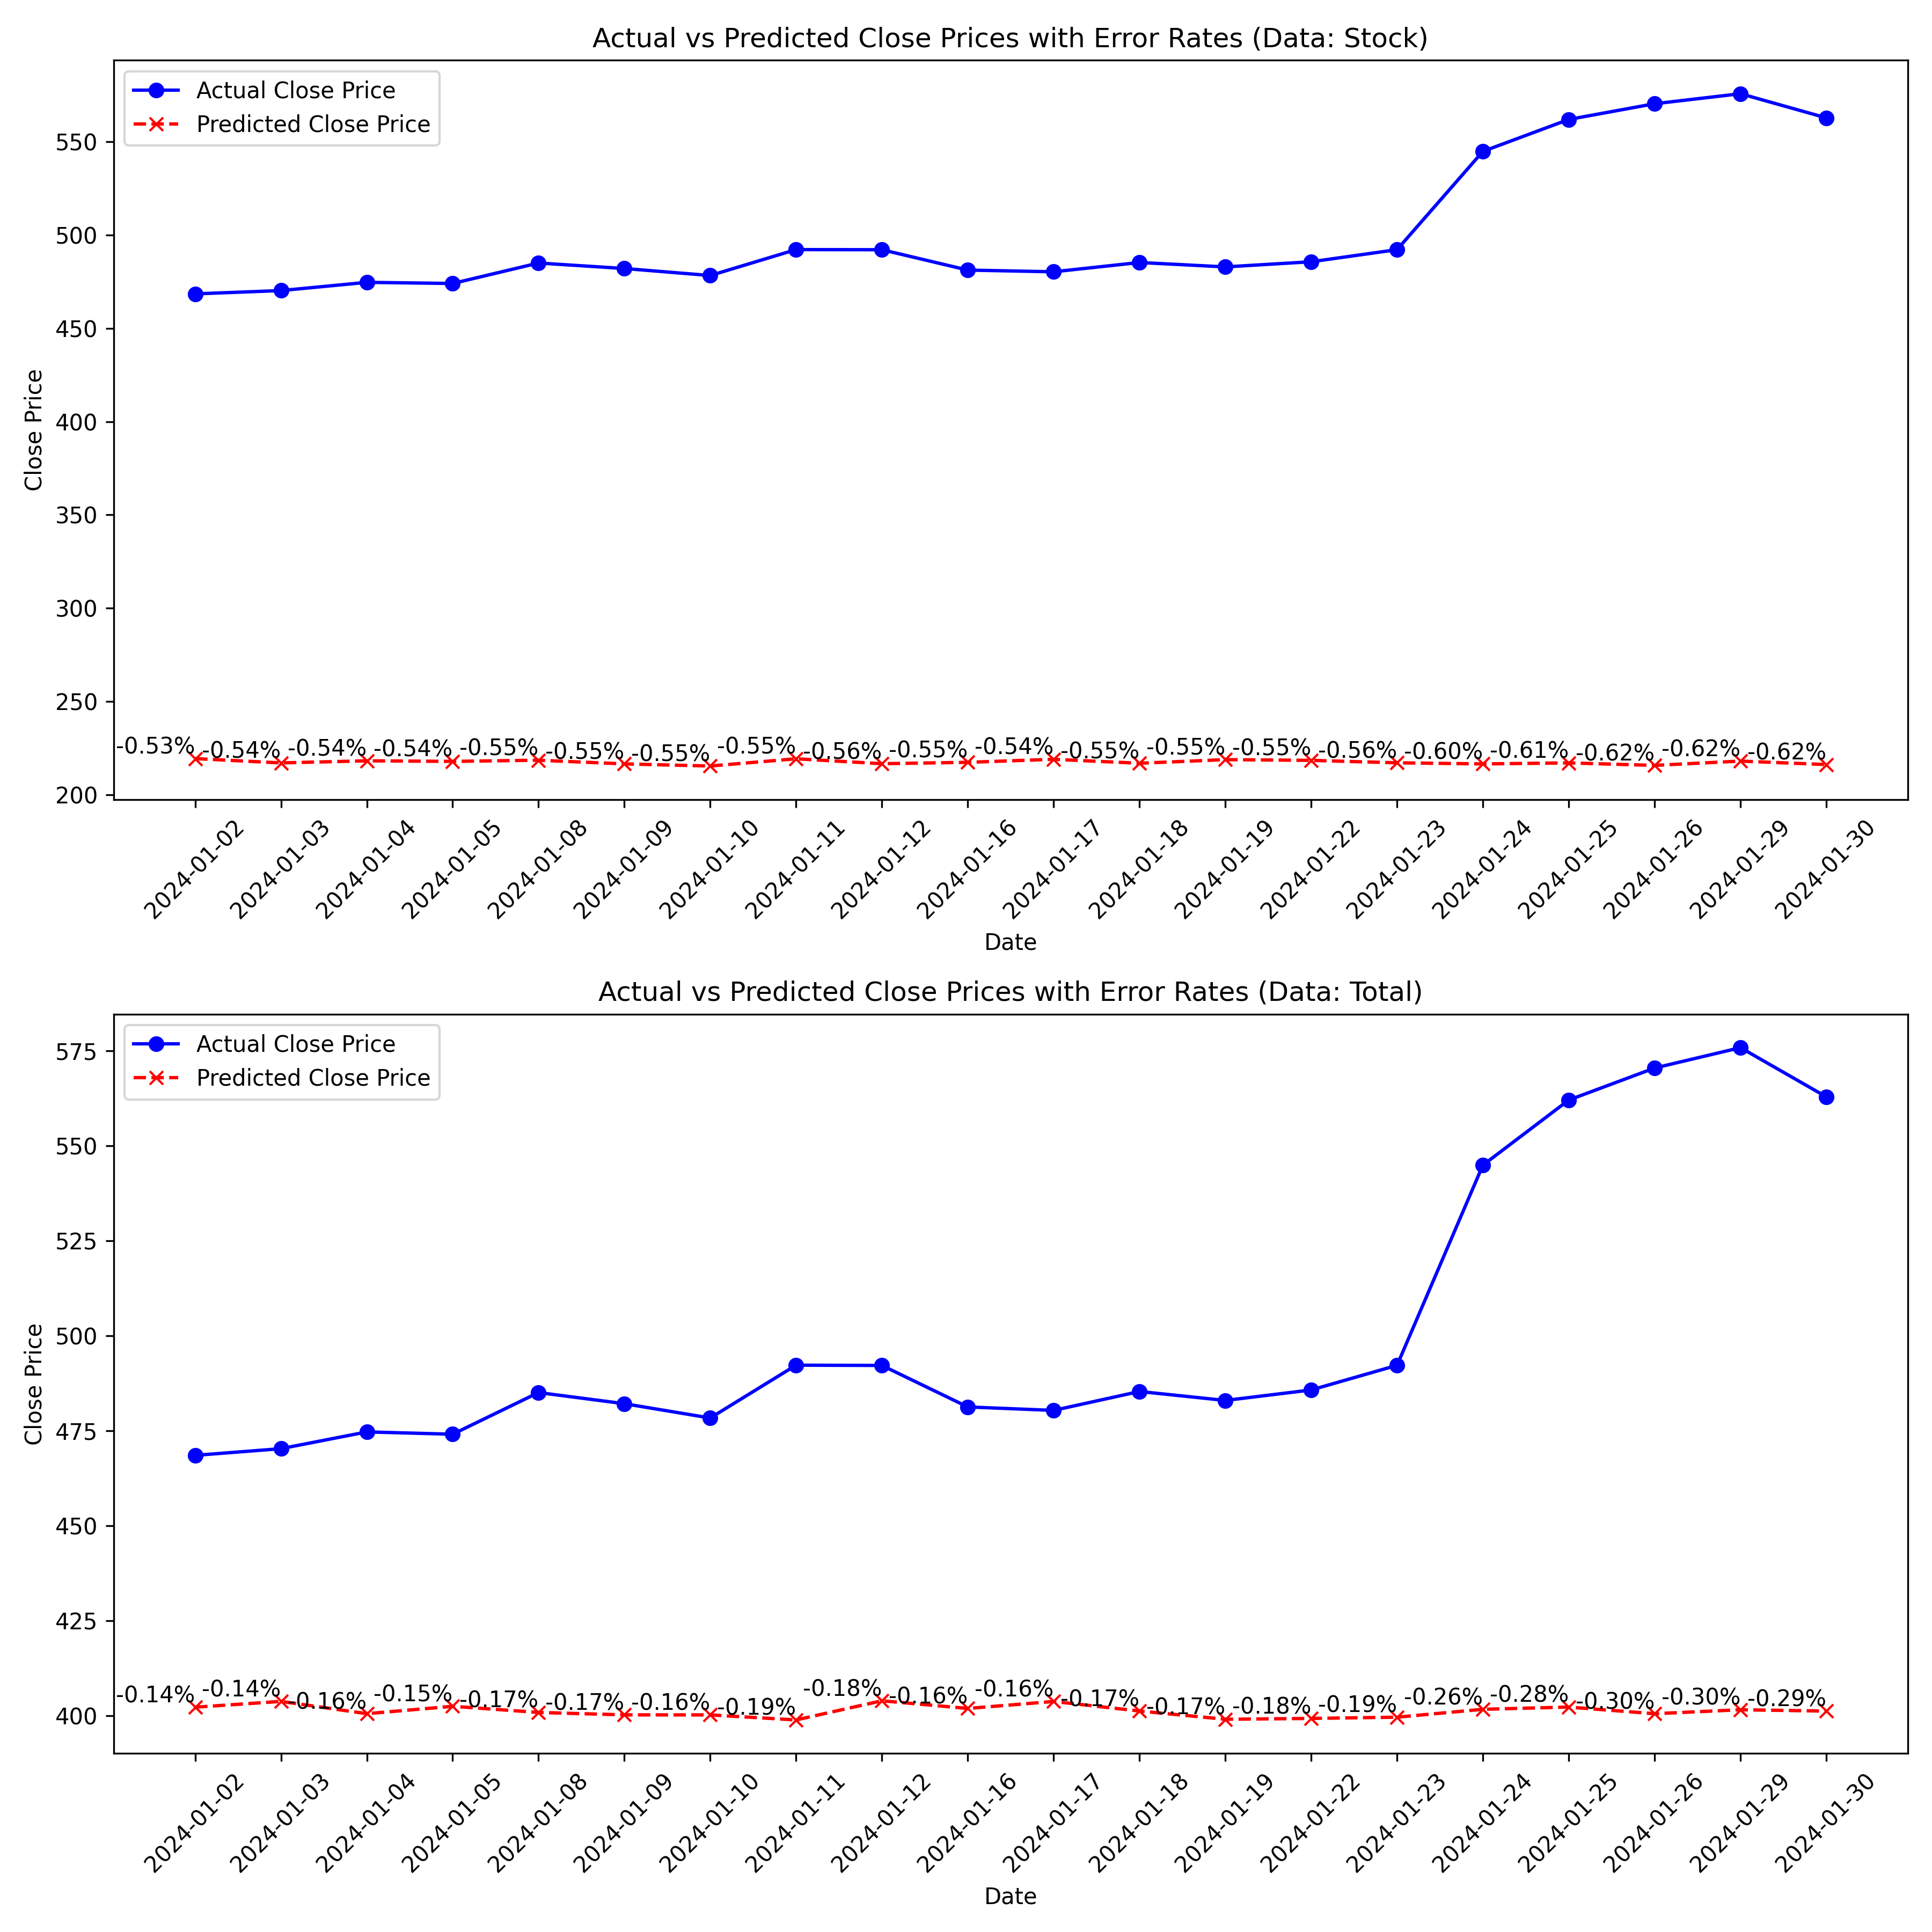 Actual vs Predicted Close Prices with Error Rates (Data: Stock)
Actual Close Price
Predicted Close Price
Close Price
550
500
450
400
350
300
250
200
-0.53% -0.54% -0.54% -0.54% -0.55% -0.55% -0.55% -0.55% -0.56% -0.55% -0.54% -0.55% -0.55% -0.55% -0.56% -0.60% -0.61% -0.62% -0.62% -0.62%
2024-01-02 2024-01-03 2024-01-04 2024-01-05 2024-01-08 2024-01-09 2024-01-10 2024-01-11 2024-01-12 2024-01-16 2024-01-17 2024-01-18 2024-01-19 2024-01-22 2024-01-23 2024-01-24 2024-01-25 2024-01-26 2024-01-29 2024-01-30
Date
Actual vs Predicted Close Prices with Error Rates (Data: Total)
Actual Close Price
Predicted Close Price
Close Price
575
550
525
500
475
450
425
400
-0.14% -0.14% -0.16% -0.15% -0.17% -0.17% -0.16% -0.19% -0.18% -0.16% -0.16% -0.17% -0.17% -0.18% -0.19% -0.26% -0.28% -0.30% -0.30% -0.29%
2024-01-02 2024-01-03 2024-01-04 2024-01-05 2024-01-08 2024-01-09 2024-01-10 2024-01-11 2024-01-12 2024-01-16 2024-01-17 2024-01-18 2024-01-19 2024-01-22 2024-01-23 2024-01-24 2024-01-25 2024-01-26 2024-01-29 2024-01-30
Date